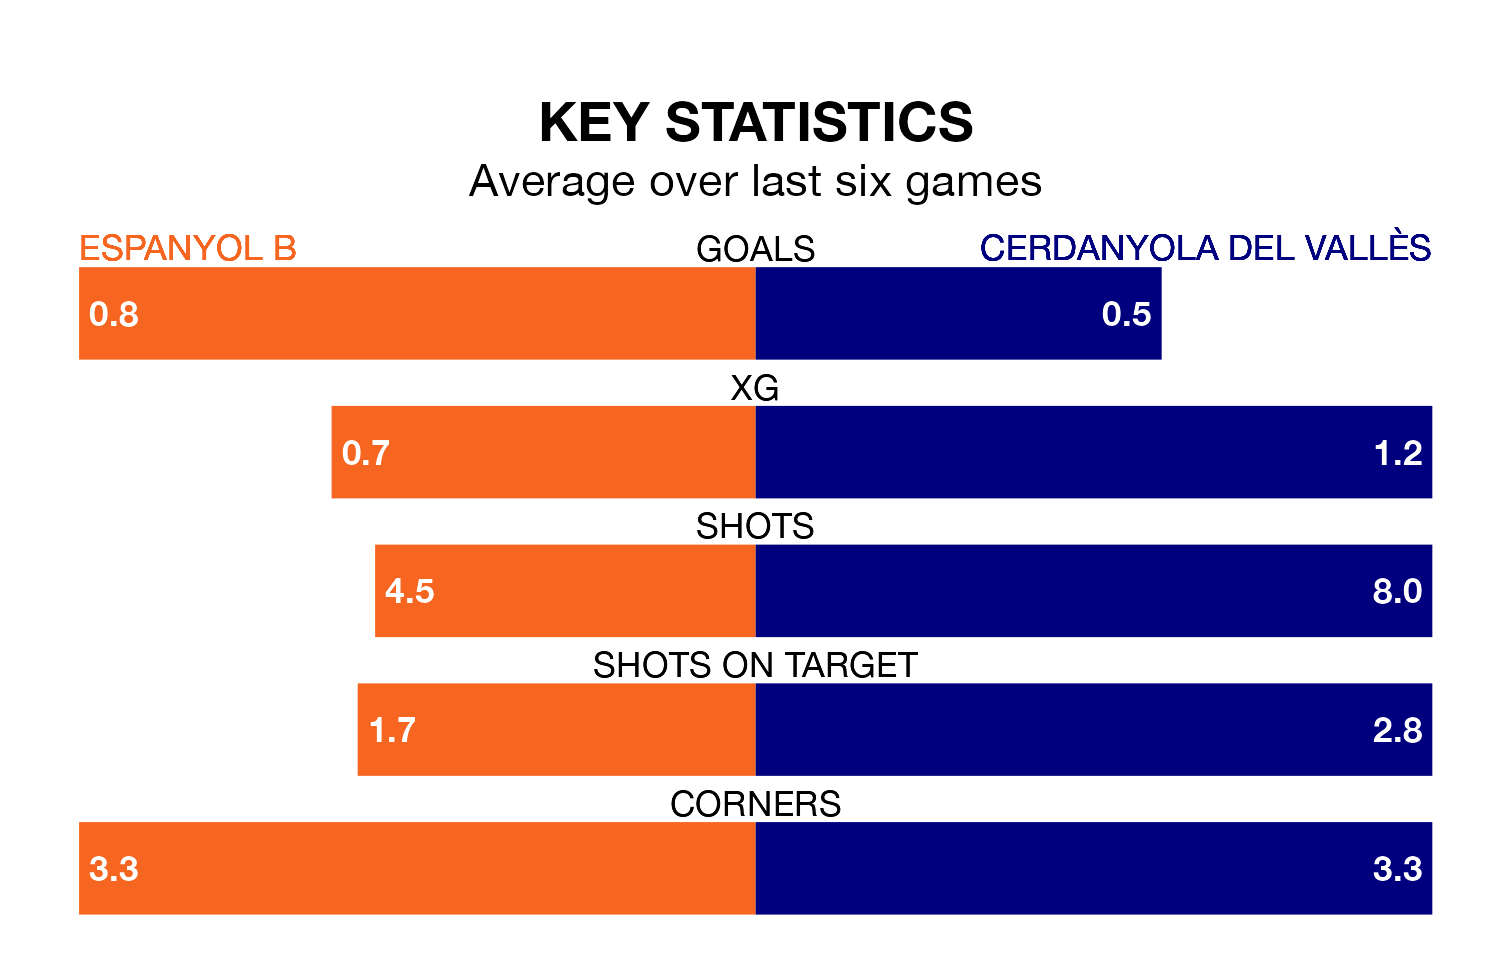 KEY STATISTICS
Average over last six games
ESPANYOL B GOALS CERDANYOLA DEL VALLÈS
0.8 0.5
XG
0.7 1.2
SHOTS
4.5 8.0
SHOTS ON TARGET
1.7 2.8
CORNERS
3.3 3.3